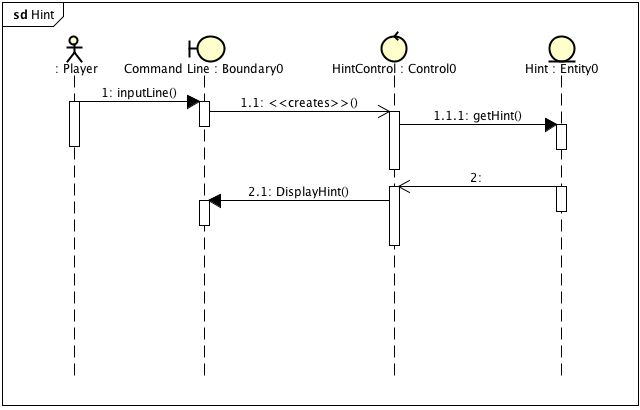 sd Hint
: Player
Command Line : Boundary0
HintControl : Control0
Hint : Entity0
1: inputLine()
1.1: <<creates>>()
1.1.1: getHint()
2:
2.1: DisplayHint()